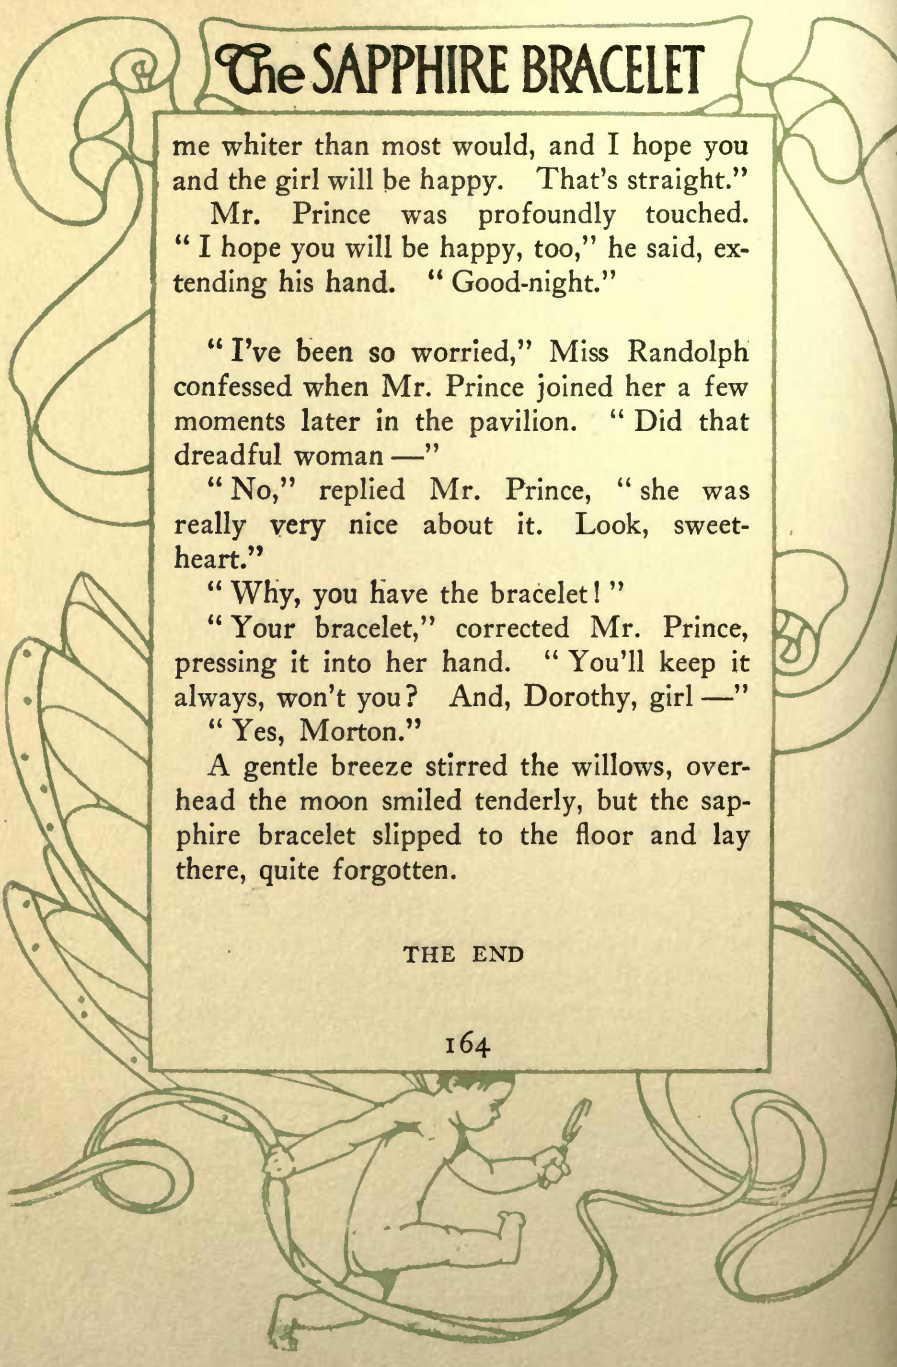 The SAPPHIRE BRACELET
me whiter than most would, and I hope you
and the girl will be happy. That's straight."
Mr. Prince was profoundly touched.
"I hope you will be happy, too," he said, ex-
tending his hand. "Good-night."
"I've been so worried," Miss Randolph
confessed when Mr. Prince joined her a few
moments later in the pavilion. "Did that
dreadful woman —"
"No," replied Mr. Prince, "she was
really very nice about it. Look, sweet-
heart."
"Why, you have the bracelet!"
"Your bracelet," corrected Mr. Prince,
pressing it into her hand. "You'll keep it
always, won't you? And, Dorothy, girl —"
"Yes, Morton."
A gentle breeze stirred the willows, over-
head the moon smiled tenderly, but the sap-
phire bracelet slipped to the floor and lay
there, quite forgotten.
THE END
164